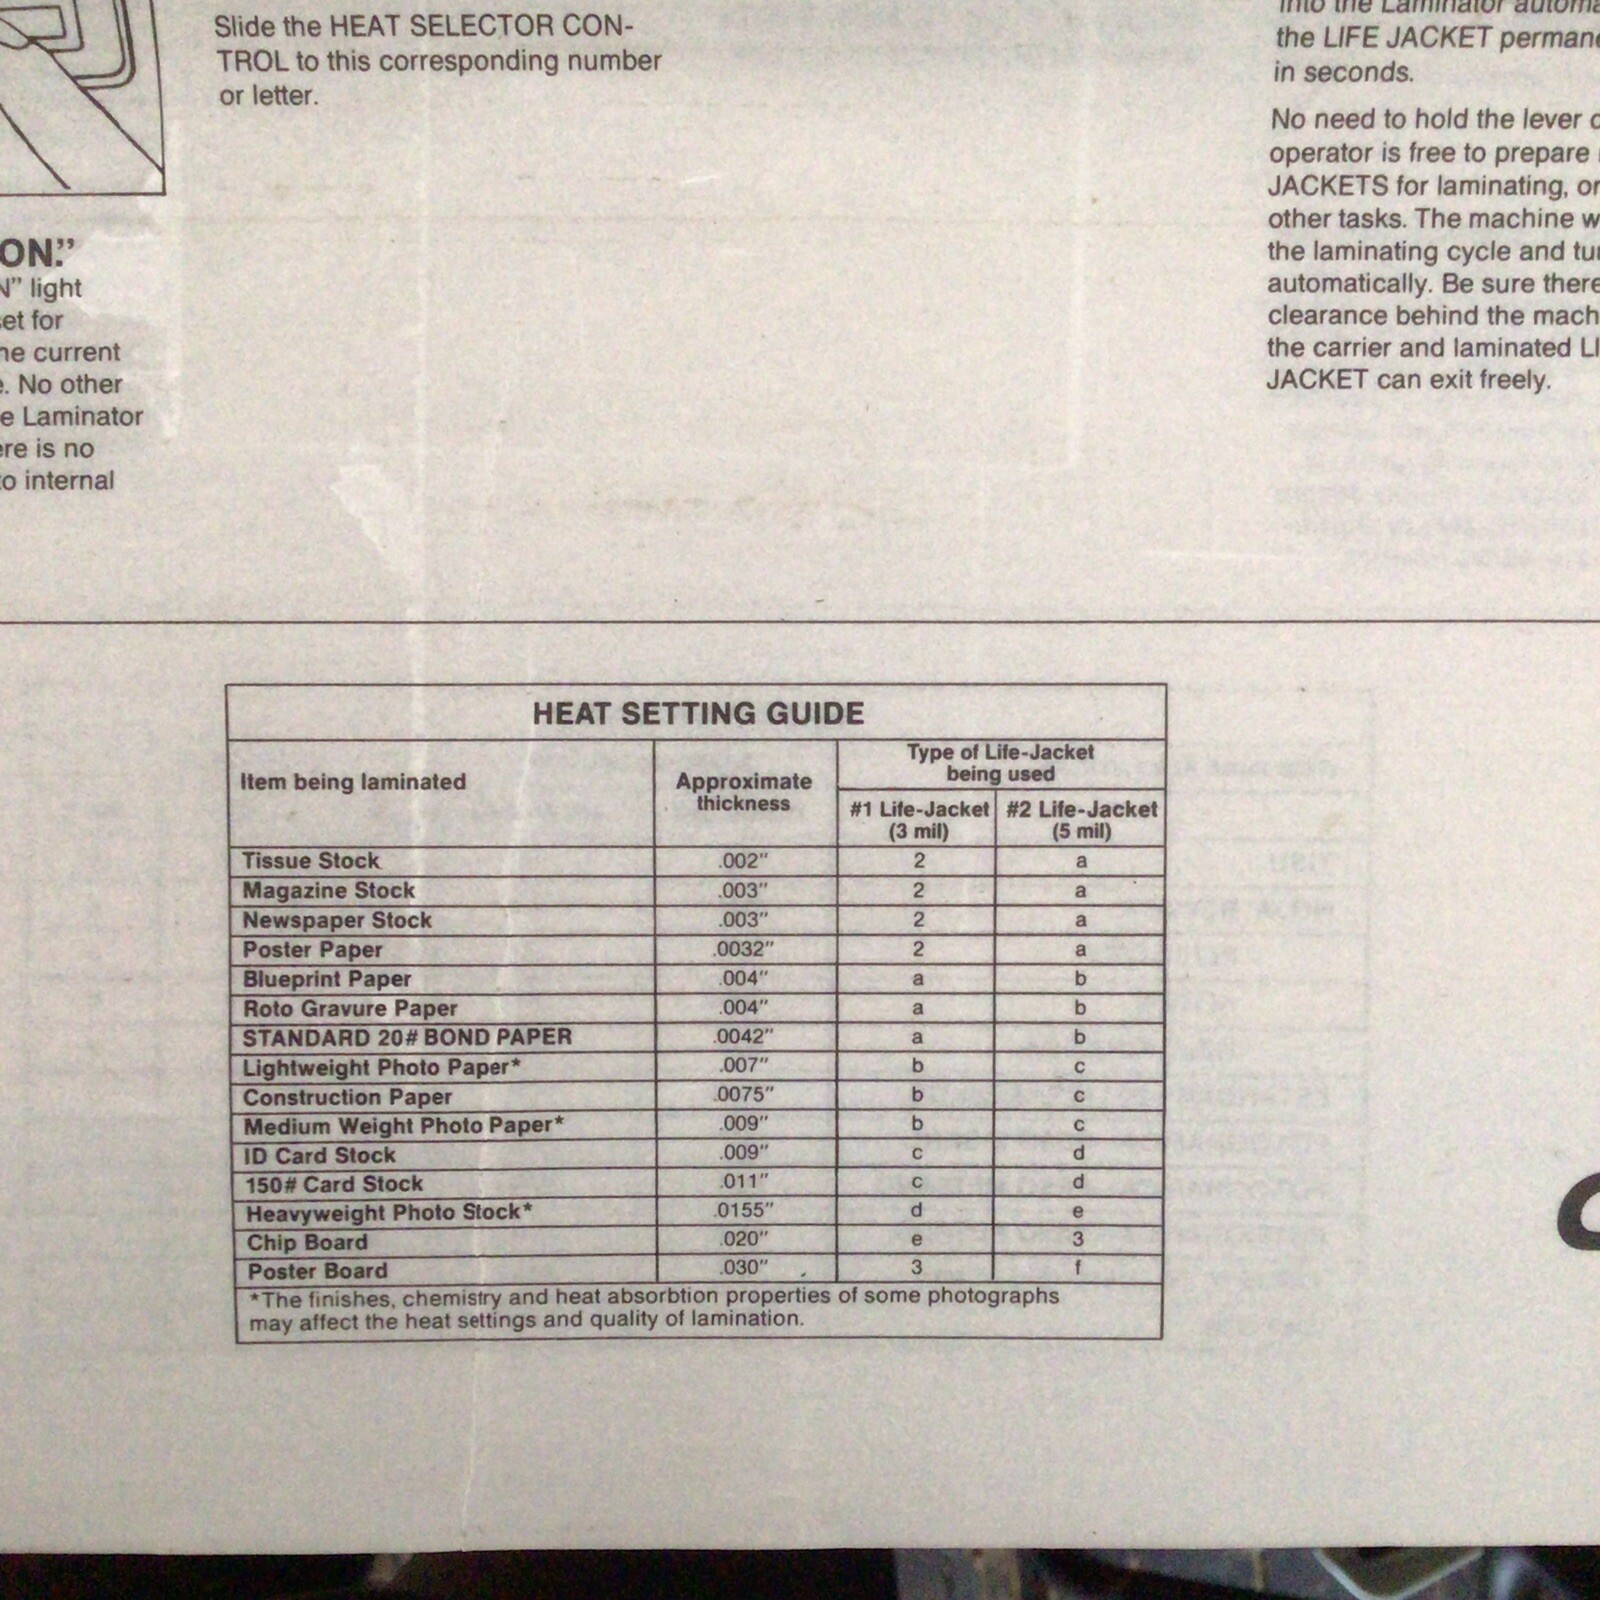 Slide the HEAT SELECTOR CON-
TROL to this corresponding number
or letter.
ON."
N" light
set for
he current
e. No other
e Laminator
ere is no
to internal
into the Laminator automa
the LIFE JACKET perman
in seconds.
No need to hold the lever
operator is free to prepare
JACKETS for laminating, or
other tasks. The machine w
the laminating cycle and tu
automatically. Be sure there
clearance behind the mach
the carrier and laminated LI
JACKET can exit freely.
HEAT SETTING GUIDE
Item being laminated
Approximate
thickness
Type of Life-Jacket
being used
#1 Life-Jacket
(3 mil)
#2 Life-Jacket
(5 mil)
Tissue Stock .002" 2 a
Magazine Stock .003" 2 a
Newspaper Stock .003" 2 a
Poster Paper .0032" 2 a
Blueprint Paper .004" a b
Roto Gravure Paper .004" a b
STANDARD 20# BOND PAPER .0042" a b
Lightweight Photo Paper* .007" b c
Construction Paper .0075" b c
Medium Weight Photo Paper* .009" b c
ID Card Stock .009" c d
150# Card Stock .011" c d
Heavyweight Photo Stock* .0155" d e
Chip Board .020" e 3
Poster Board .030" 3 f
*The finishes, chemistry and heat absorbtion properties of some photographs
may affect the heat settings and quality of lamination.